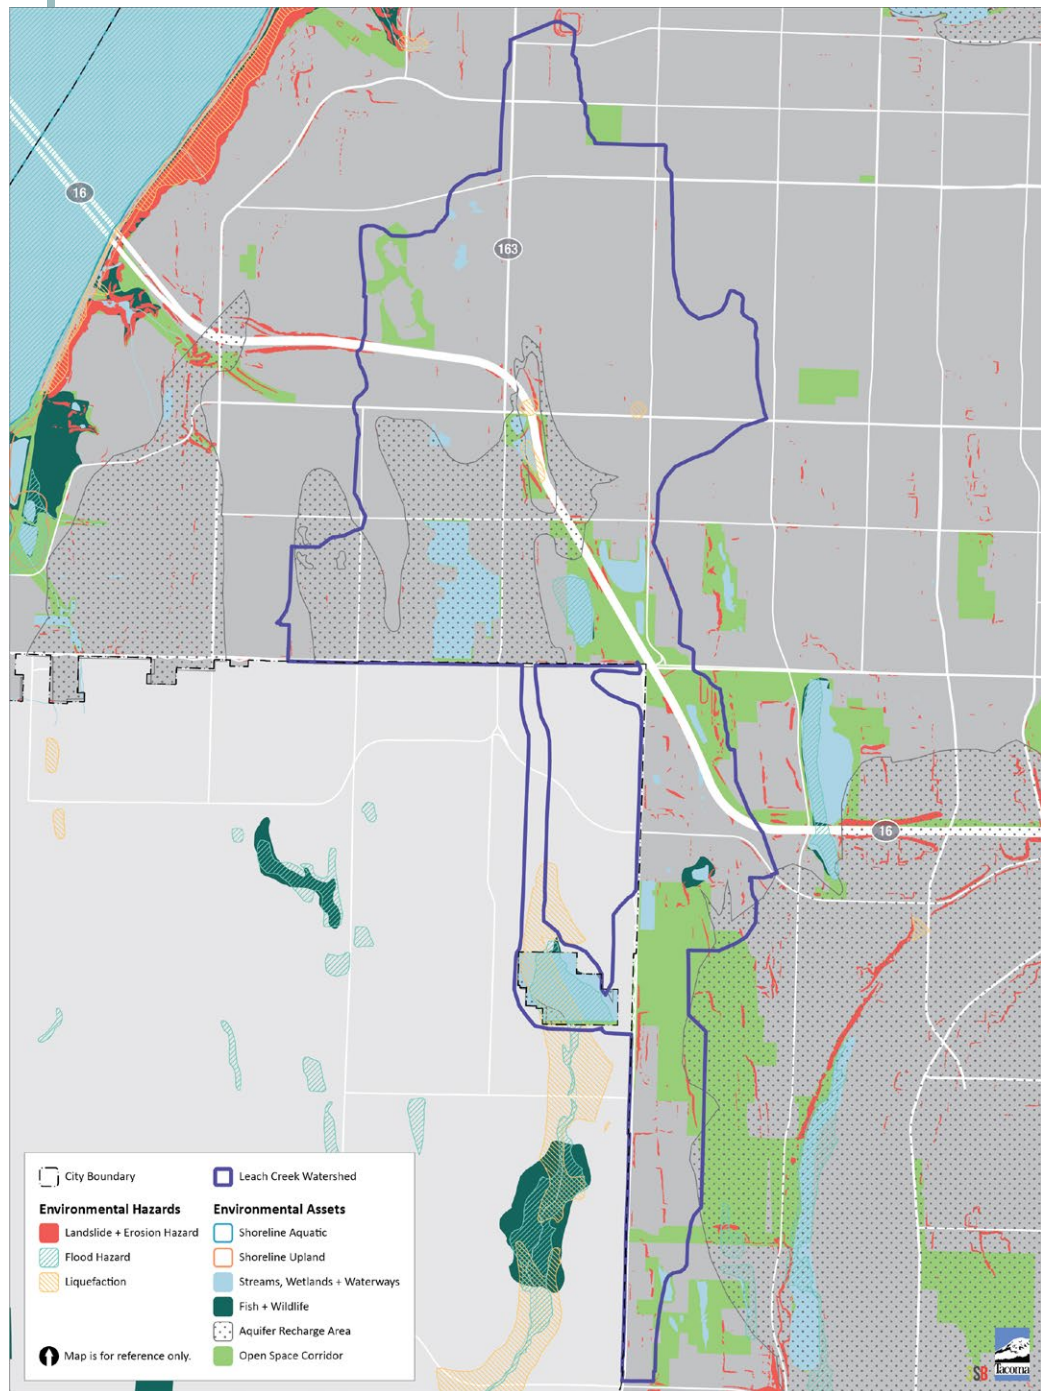 16
163
16
City Boundary
Leach Creek Watershed
Environmental Hazards
Environmental Assets
Landslide + Erosion Hazard
Shoreline Aquatic
Flood Hazard
Shoreline Upland
Liquefaction
Streams, Wetlands + Waterways
Fish + Wildlife
Aquifer Recharge Area
Map is for reference only.
Open Space Corridor
Tacoma